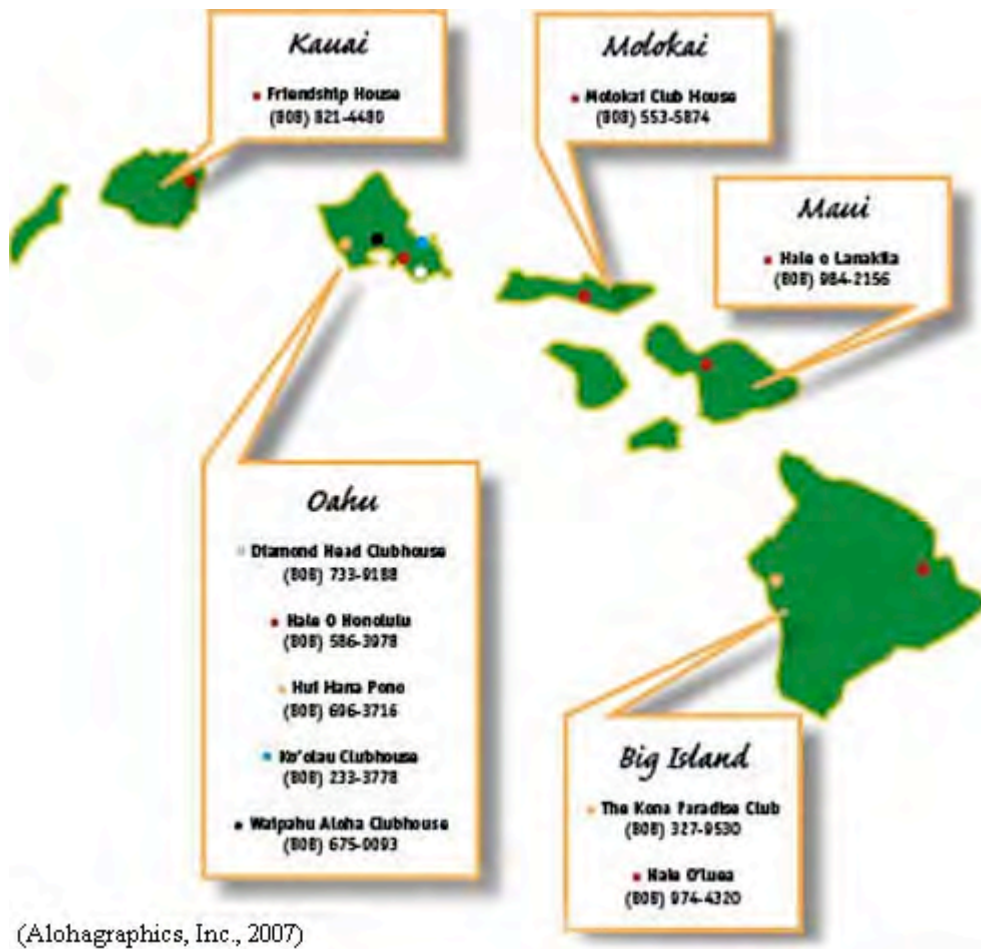 Kauai
Friendship House
(808) 821-4480
Molokai
Molokai Club House
(808) 553-5874
Maui
Hale o Lanakila
(808) 984-2156
Oahu
Diamond Head Clubhouse
(808) 733-9188
Hale O Honolulu
(808) 586-3978
Hui Hana Pono
(808) 696-3716
Ko'olau Clubhouse
(808) 233-3778
Waipahu Aloha Clubhouse
(808) 675-0093
Big Island
The Kona Paradise Club
(808) 327-9530
Hale O'Luea
(808) 974-4320
(Alohagraphics, Inc., 2007)